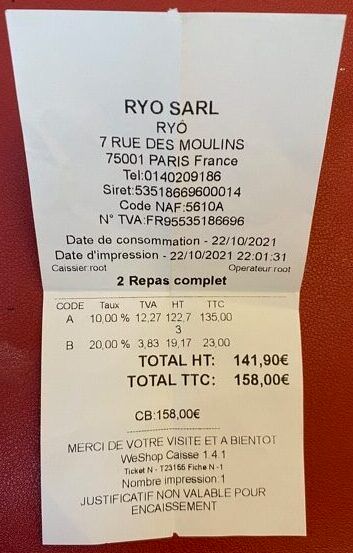 RYO SARL
RYÔ
7 RUE DES MOULINS
75001 PARIS France
Tel:0140209186
Siret:53518669600014
Code NAF:5610A
N° TVA:FR95535186696
Date de consommation - 22/10/2021
Date d'impression - 22/10/2021 22:01:31
Caissier:root Operateur:root
2 Repas complet
CODE Taux TVA HT TTC
A 10,00 % 12,27 122,7 135,00
3
B 20,00 % 3,83 19,17 23,00
TOTAL HT: 141,90€
TOTAL TTC: 158,00€
CB:158,00€
MERCI DE VOTRE VISITE ET A BIENTOT
WeShop Caisse 1.4.1
Ticket N - T23155 Fiche N -1
Nombre impression:1
JUSTIFICATIF NON VALABLE POUR
ENCAISSEMENT